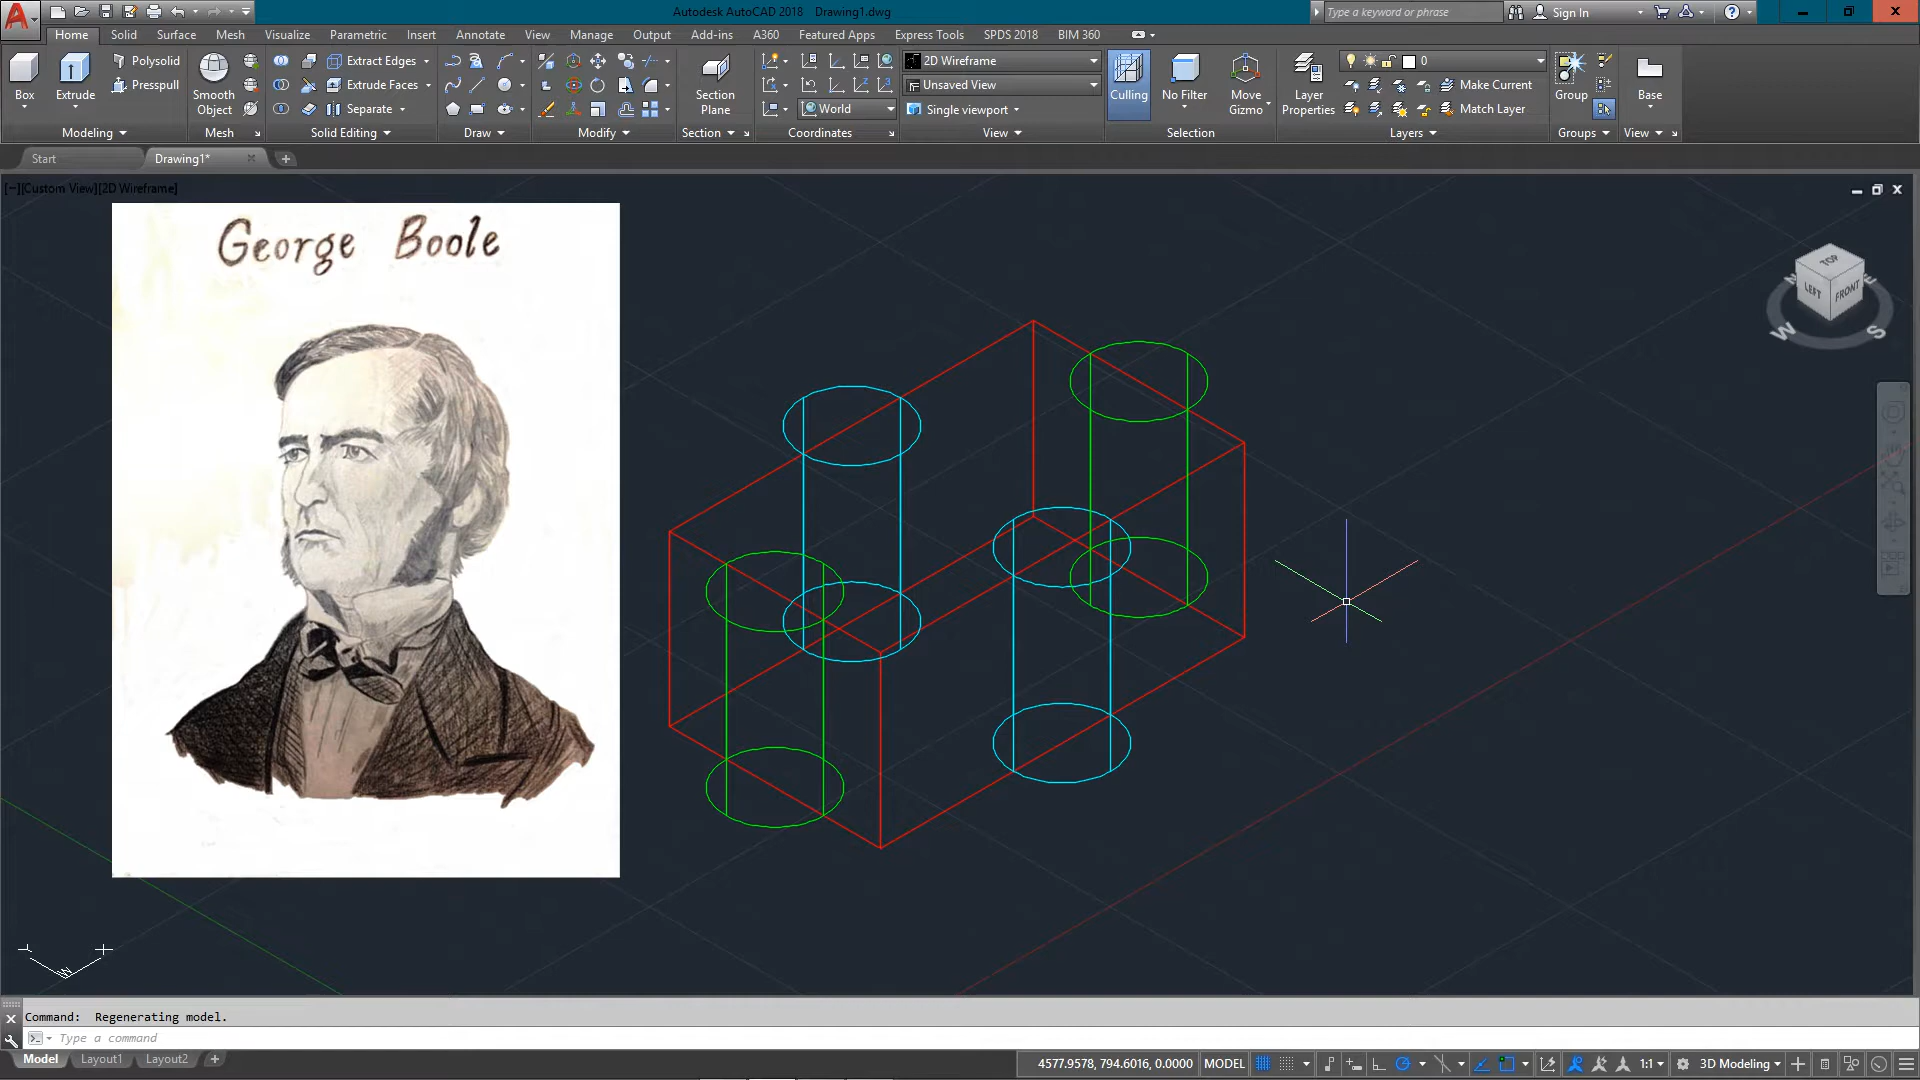 Autodesk AutoCAD 2018 Drawing1.dwg
Type a keyword or phrase
Sign In
Home Solid Surface Mesh Visualize Parametric Insert Annotate View Manage Output Add-ins A360 Featured Apps Express Tools SPDS 2018 BIM 360
Box
Extrude
Polysolid
Presspull
Smooth
Object
Extract Edges
Extrude Faces
Separate
Section
Plane
World
2D Wireframe
Unsaved View
Single viewport
Culling
No Filter
Move
Gizmo
Layer
Properties
0
Make Current
Match Layer
Group
Base
Modeling Mesh Solid Editing Draw Modify Section Coordinates View Selection Layers Groups View
Start Drawing1*
[−][Custom View][2D Wireframe]
George Boole
TOP
LEFT
FRONT
N
E
W
S
W
Command: Regenerating model.
Type a command
Model Layout1 Layout2
4577.9578, 794.6016, 0.0000 MODEL
1:1
3D Modeling